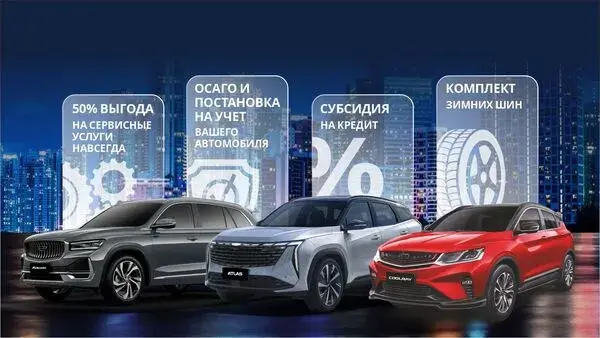 50% ВЫГОДА
НА СЕРВИСНЫЕ
УСЛУГИ
НАВСЕГДА
ОСАГО И
ПОСТАНОВКА
НА УЧЕТ
ВАШЕГО
АВТОМОБИЛЯ
СУБСИДИЯ
НА КРЕДИТ
%
КОМПЛЕКТ
ЗИМНИХ ШИН
ATLAS
COOLRAY